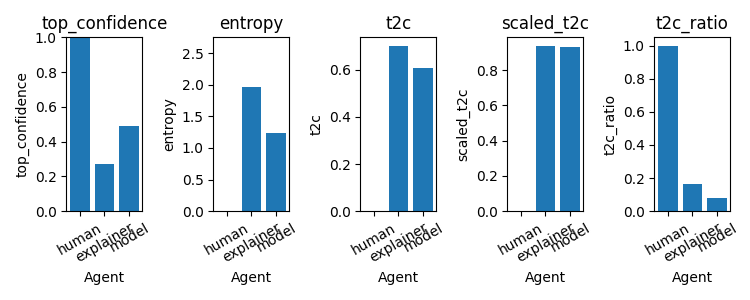 top_confidence
top_confidence
1.0
0.8
0.6
0.4
0.2
0.0
human
explainer
model
Agent
entropy
entropy
2.5
2.0
1.5
1.0
0.5
0.0
human
explainer
model
Agent
t2c
t2c
0.6
0.4
0.2
0.0
human
explainer
model
Agent
scaled_t2c
scaled_t2c
0.8
0.6
0.4
0.2
0.0
human
explainer
model
Agent
t2c_ratio
t2c_ratio
1.0
0.8
0.6
0.4
0.2
0.0
human
explainer
model
Agent